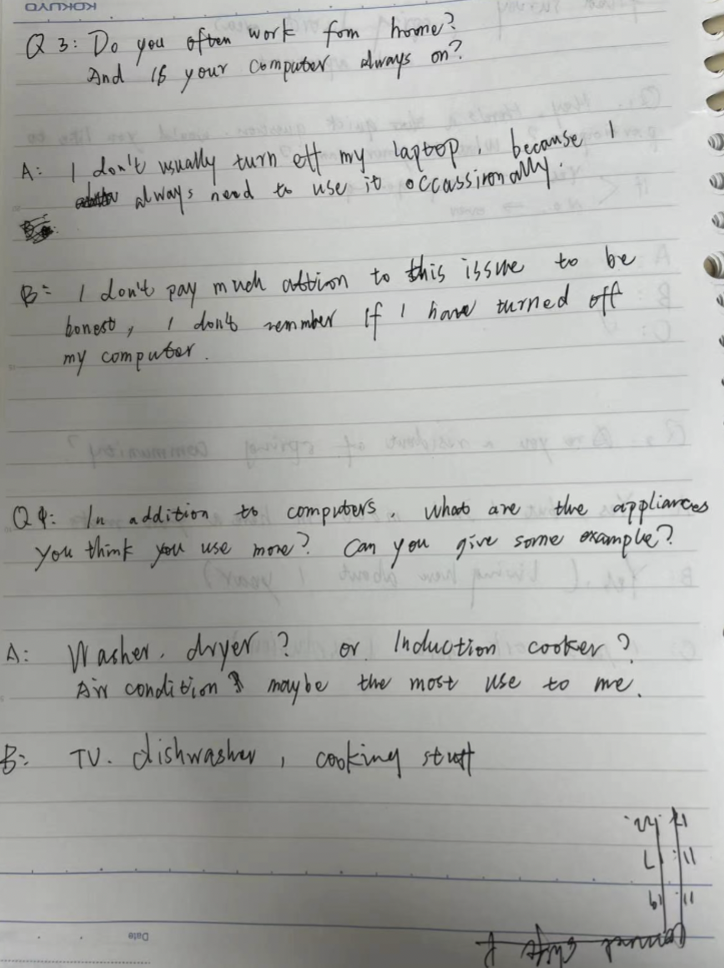 KOKUYO
Q 3: Do you often work fom home?
And if your computer always on?
A: I don't usually turn off my laptop, because I
always need to use it occassironally.
B: I don't pay much attion to this issue to be
honest, I don't remmber If I have turned off
my computer.
Q 4: In addition to computers, what are the appliances
you think you use more? Can you give some example?
A: Washer, dryer? or Induction cooker?
Air condition maybe the most use to me.
B: TV. dishwasher, cooking stuff
Date